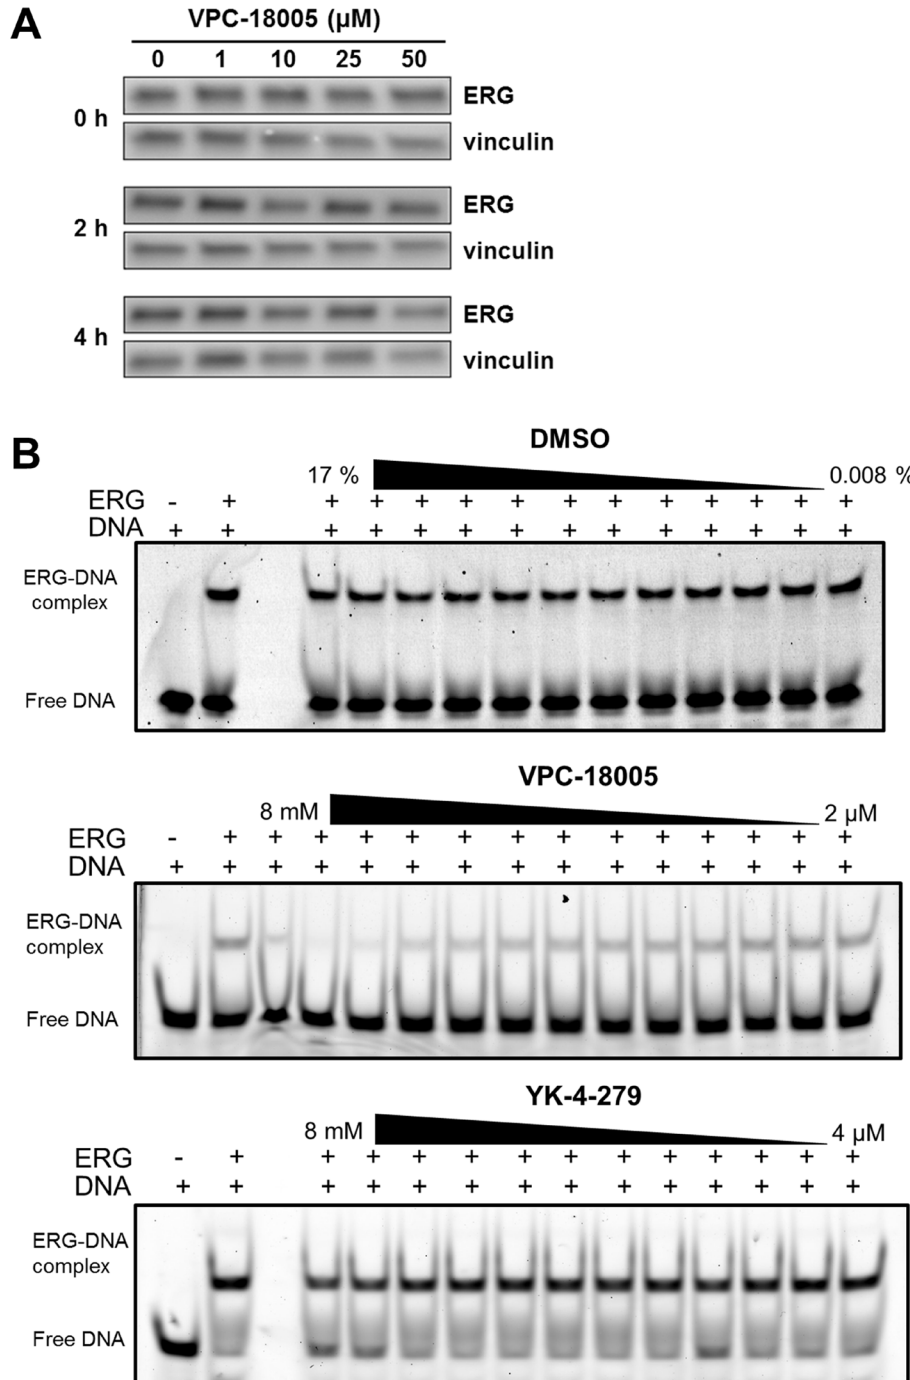 A
VPC-18005 (µM)
0 1 10 25 50
0 h
ERG
vinculin
2 h
ERG
vinculin
4 h
ERG
vinculin
B
DMSO
17 % 0.008 %
ERG - + + + + + + + + + + + + +
DNA + + + + + + + + + + + + + +
ERG-DNA
complex
Free DNA
VPC-18005
8 mM 2 µM
ERG - + + + + + + + + + + + + + +
DNA + + + + + + + + + + + + + + +
ERG-DNA
complex
Free DNA
YK-4-279
8 mM 4 µM
ERG - + + + + + + + + + + + + +
DNA + + + + + + + + + + + + + +
ERG-DNA
complex
Free DNA